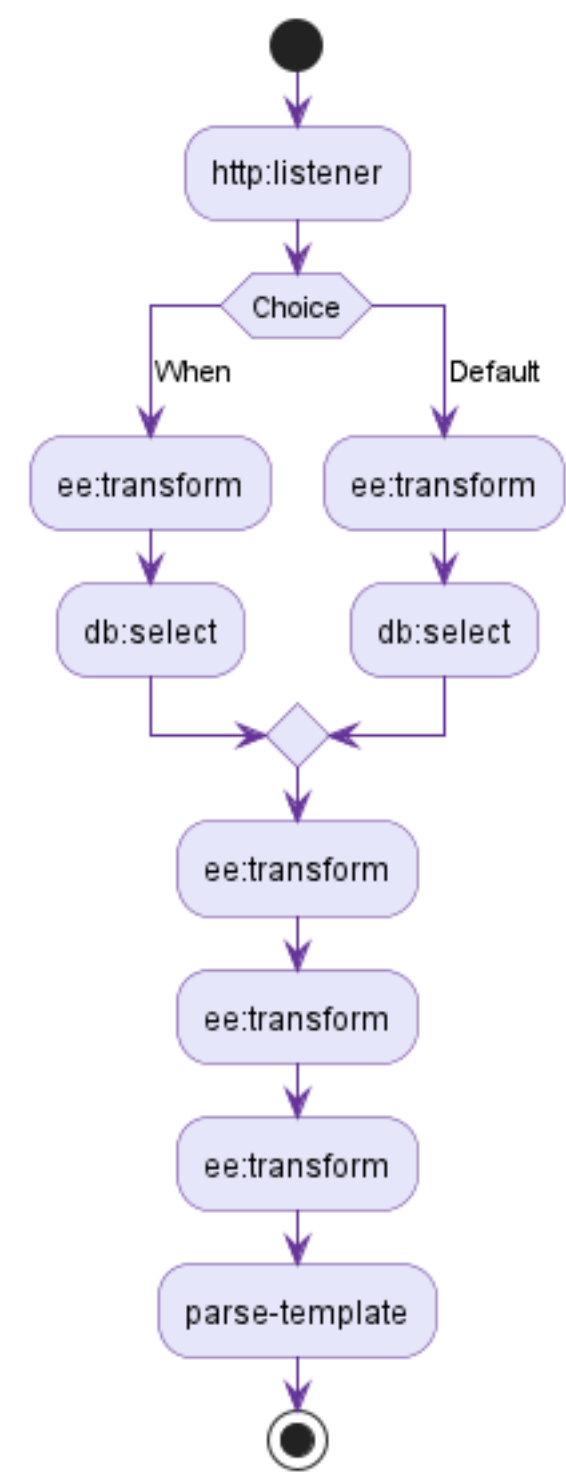 http:listener
Choice
When
Default
ee:transform
ee:transform
db:select
db:select
ee:transform
ee:transform
ee:transform
parse-template